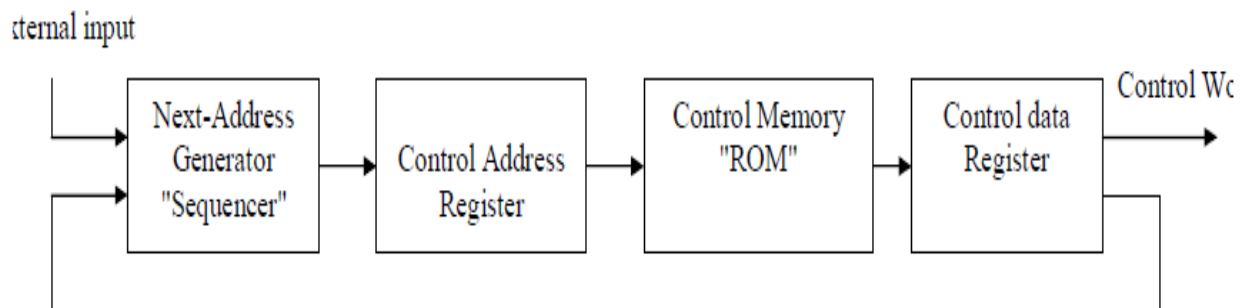 xternal input
Control Wo
Next-Address
Generator
"Sequencer"
Control Address
Register
Control Memory
"ROM"
Control data
Register